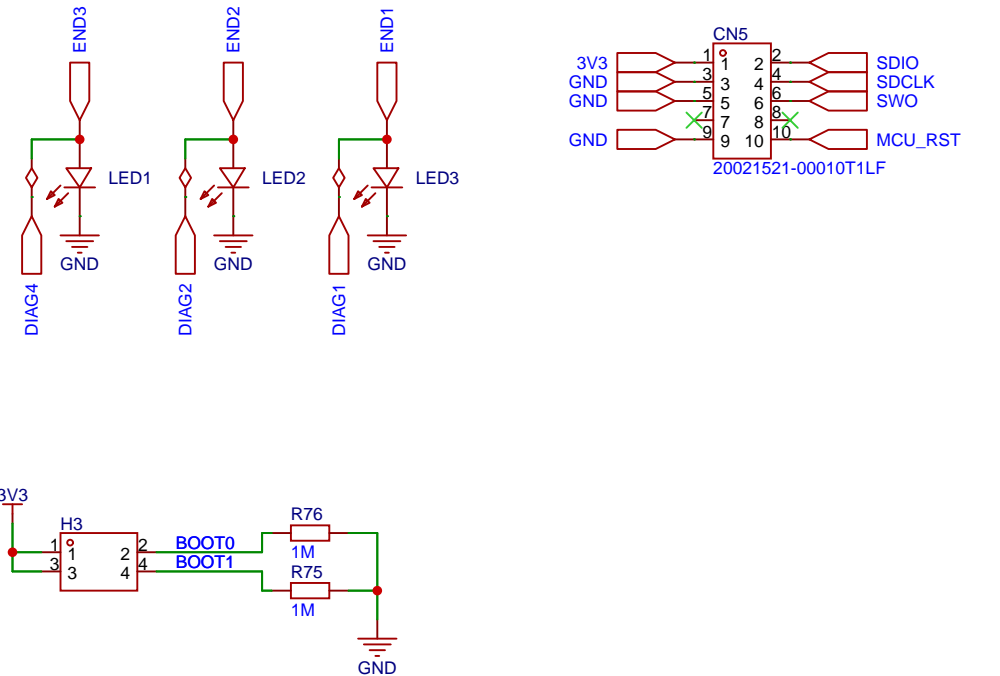 END3
END2
END1
LED1
LED2
LED3
GND
GND
GND
DIAG4
DIAG2
DIAG1
CN5
3V3 1 1 2 2 SDIO
GND 3 3 4 4 SDCLK
GND 5 5 6 6 SWO
7 7 8 8
GND 9 9 10 10 MCU_RST
20021521-00010T1LF
3V3
H3
1 1 2 2 BOOT0
3 3 4 4 BOOT1
R76
1M
R75
1M
GND